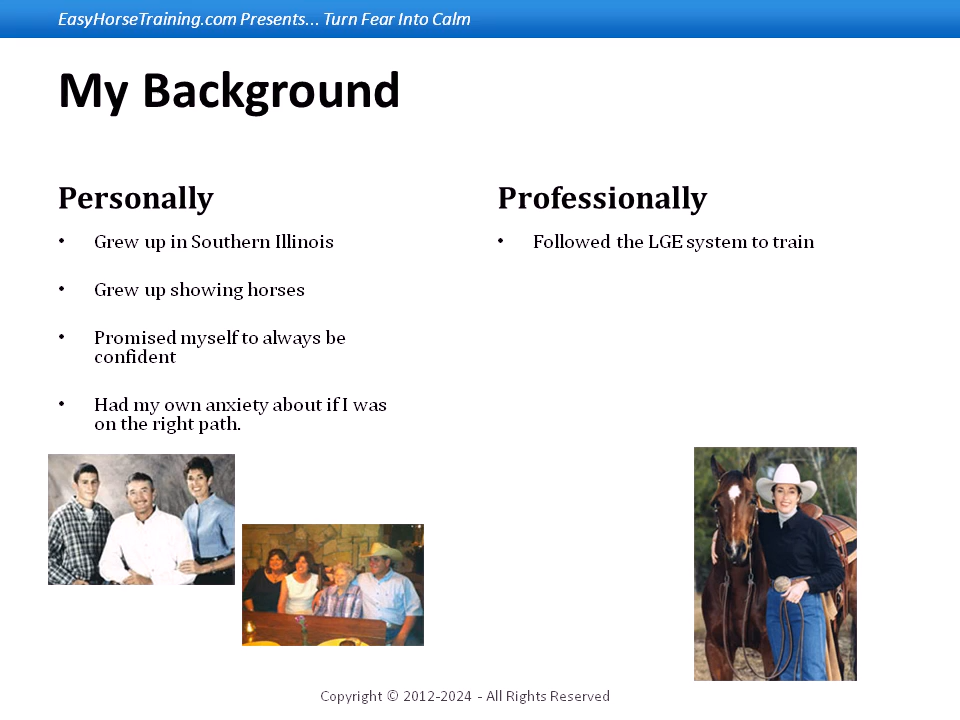 EasyHorseTraining.com Presents... Turn Fear Into Calm
My Background
Personally
• Grew up in Southern Illinois
• Grew up showing horses
• Promised myself to always be
confident
• Had my own anxiety about if I was
on the right path.
Professionally
• Followed the LGE system to train
Copyright © 2012-2024 - All Rights Reserved